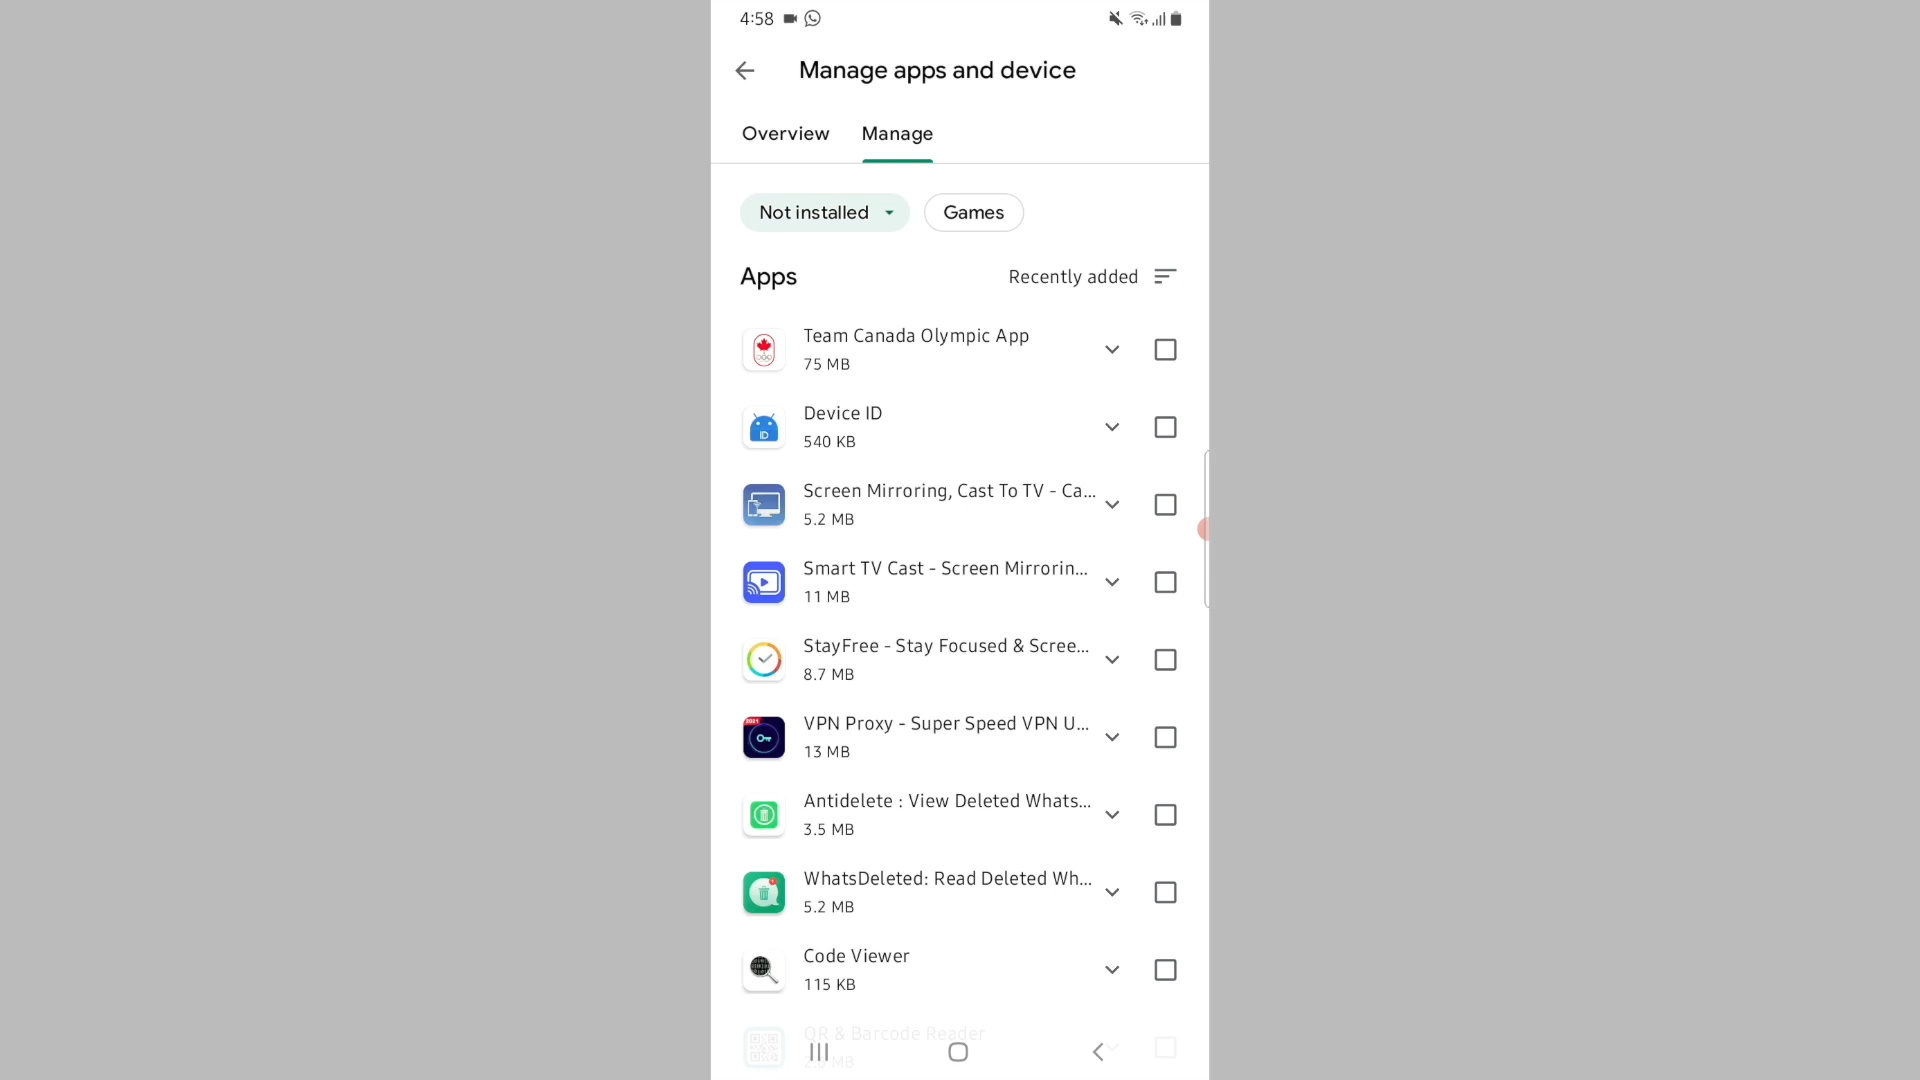 4:58
Manage apps and device
Overview Manage
Not installed Games
Apps Recently added
Team Canada Olympic App
75 MB
Device ID
ID
540 KB
Screen Mirroring, Cast To TV - Ca...
5.2 MB
Smart TV Cast - Screen Mirrorin...
11 MB
StayFree - Stay Focused & Scree...
8.7 MB
2021
VPN Proxy - Super Speed VPN U...
13 MB
Antidelete : View Deleted Whats...
3.5 MB
WhatsDeleted: Read Deleted Wh...
5.2 MB
Code Viewer
115 KB
QR & Barcode Reader
MB